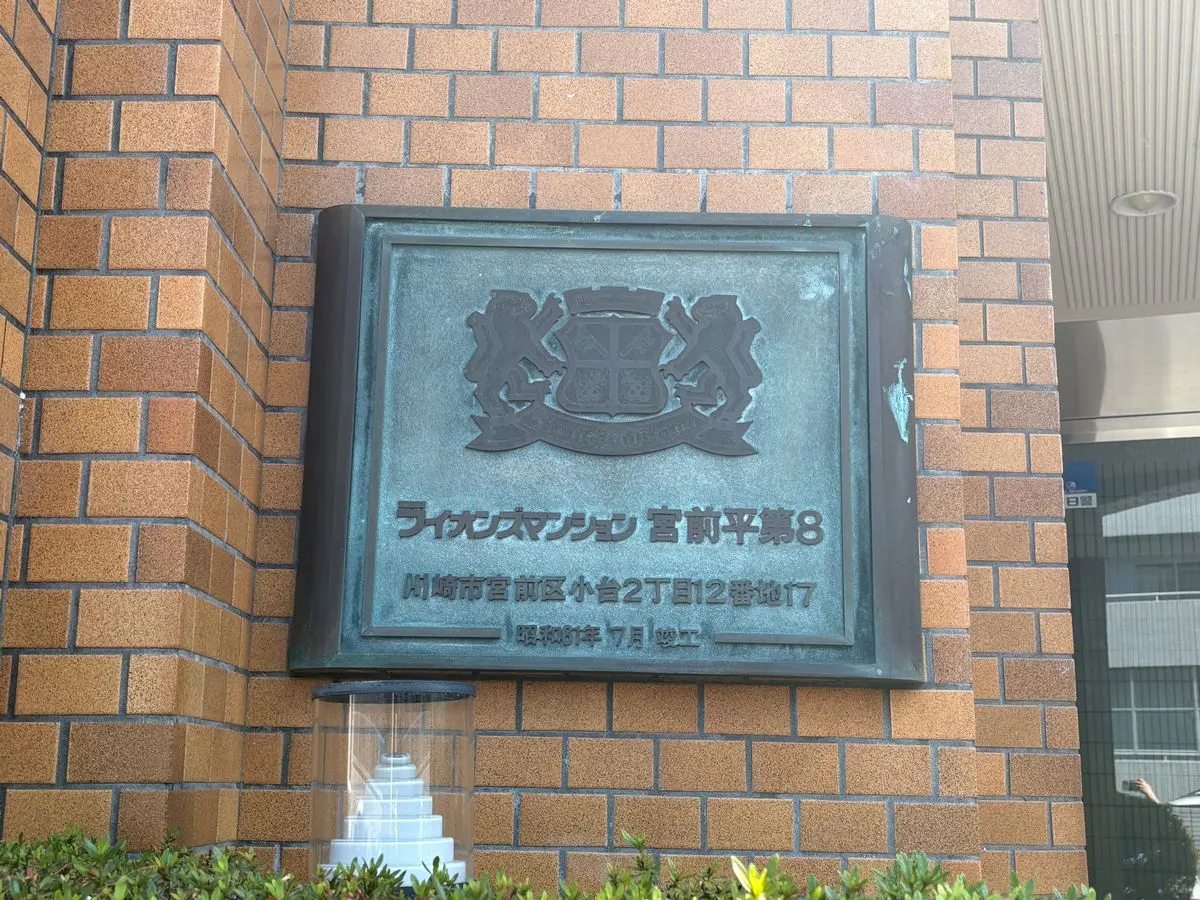 ライオンズマンション 宮前平第8
川崎市宮前区小台2丁目12番地17
昭和61年 7月 竣工